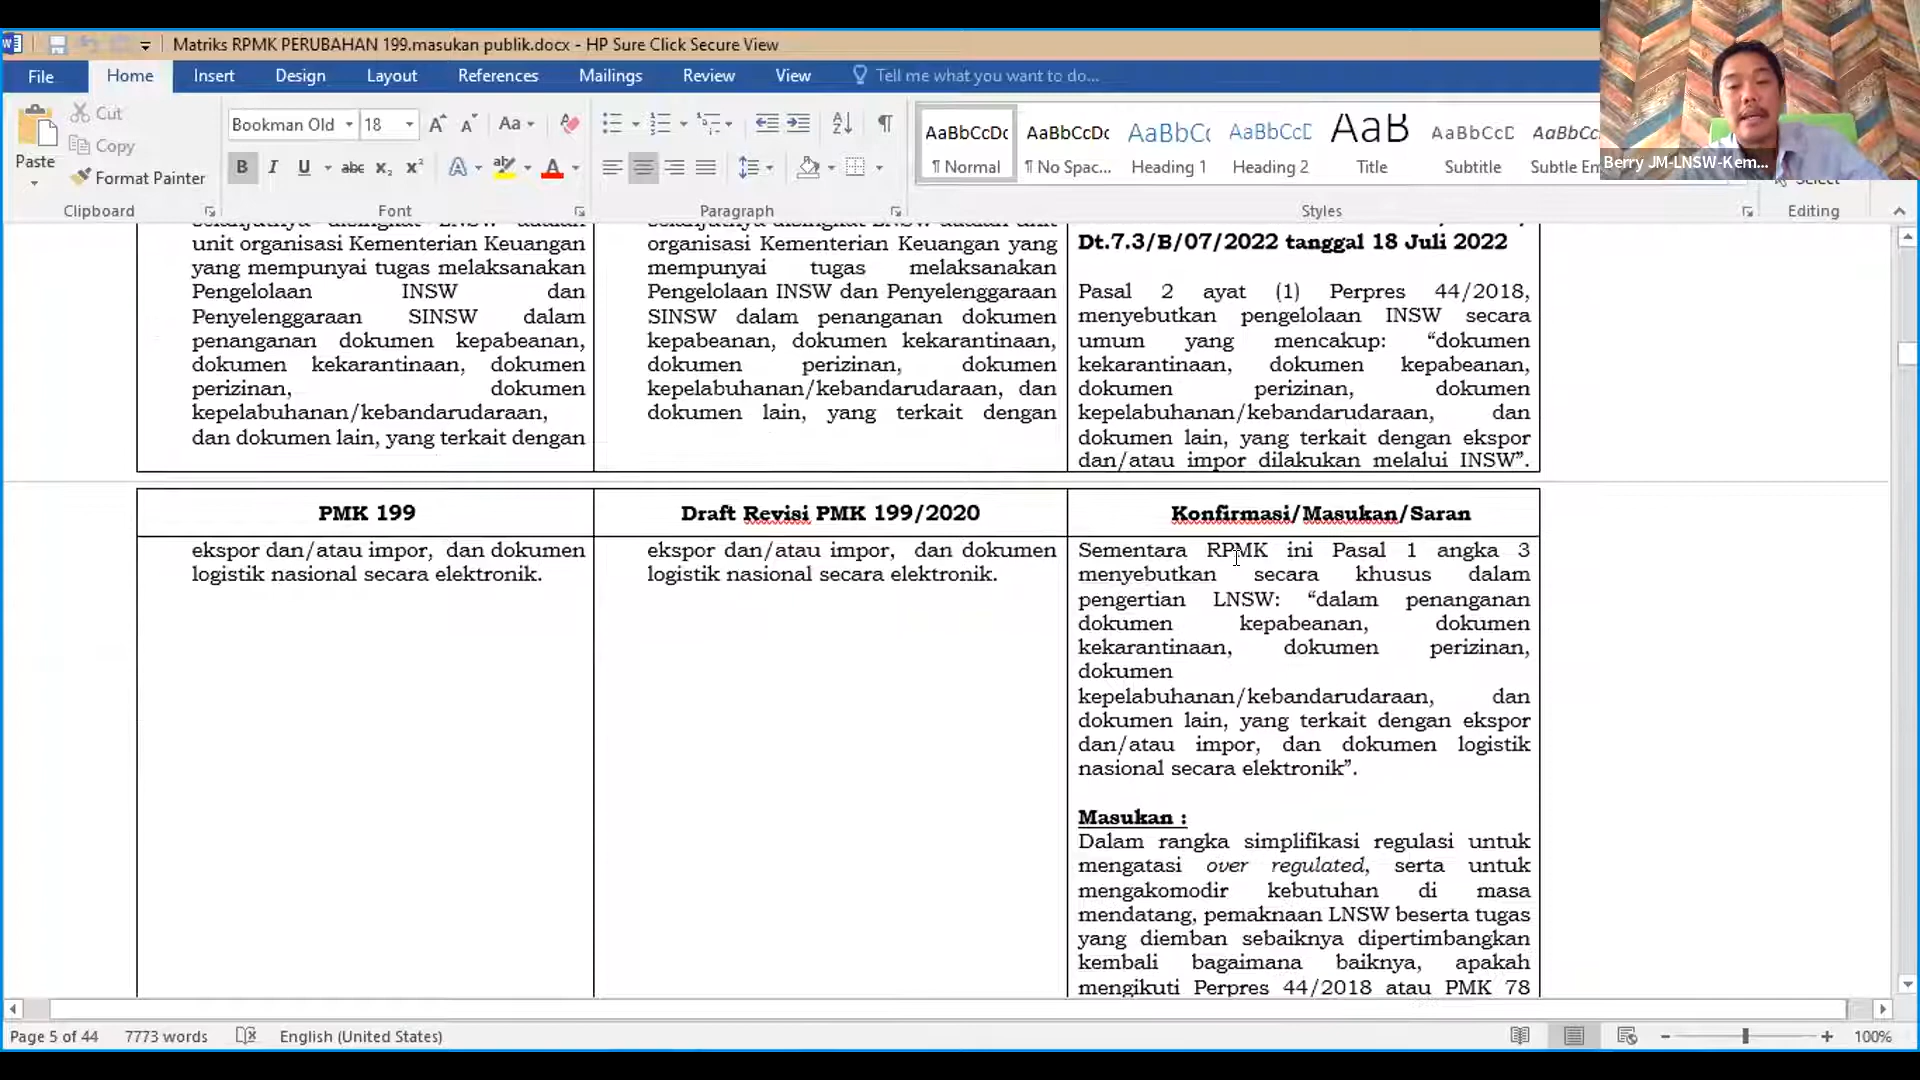 Matriks RPMK PERUBAHAN 199.masukan publik.docx - HP Sure Click Secure View
File Home Insert Design Layout References Mailings Review View Tell me what you want to do...
Paste
Cut
Copy
Format Painter
Clipboard
Bookman Old 18
Font
Paragraph
AaBbCcDc
¶ Normal
AaBbCcDc
¶ No Spac...
AaBbCc
Heading 1
AaBbCcC
Heading 2
AaB
Title
AaBbCcC
Subtitle
AaBbCc
Subtle En
Styles
Select
Editing
Berry JM-LNSW-Kem...
selanjutnya disingkat LNSW adalah unit organisasi Kementerian Keuangan
yang mempunyai tugas melaksanakan
Pengelolaan INSW dan
Penyelenggaraan SINSW dalam
penanganan dokumen kepabeanan,
dokumen kekarantinaan, dokumen
perizinan, dokumen
kepelabuhanan/kebandarudaraan,
dan dokumen lain, yang terkait dengan
selanjutnya disingkat LNSW adalah unit
organisasi Kementerian Keuangan yang
mempunyai tugas melaksanakan
Pengelolaan INSW dan Penyelenggaraan
SINSW dalam penanganan dokumen
kepabeanan, dokumen kekarantinaan,
dokumen perizinan, dokumen
kepelabuhanan/kebandarudaraan, dan
dokumen lain, yang terkait dengan
Dt.7.3/B/07/2022 tanggal 18 Juli 2022
Pasal 2 ayat (1) Perpres 44/2018,
menyebutkan pengelolaan INSW secara
umum yang mencakup: “dokumen
kekarantinaan, dokumen kepabeanan,
dokumen perizinan, dokumen
kepelabuhanan/kebandarudaraan, dan
dokumen lain, yang terkait dengan ekspor
dan/atau impor dilakukan melalui INSW”.
PMK 199
Draft Revisi PMK 199/2020
Konfirmasi/Masukan/Saran
ekspor dan/atau impor, dan dokumen
logistik nasional secara elektronik.
ekspor dan/atau impor, dan dokumen
logistik nasional secara elektronik.
Sementara RPMK ini Pasal 1 angka 3
menyebutkan secara khusus dalam
pengertian LNSW: “dalam penanganan
dokumen kepabeanan, dokumen
kekarantinaan, dokumen perizinan,
dokumen
kepelabuhanan/kebandarudaraan, dan
dokumen lain, yang terkait dengan ekspor
dan/atau impor, dan dokumen logistik
nasional secara elektronik”.
Masukan :
Dalam rangka simplifikasi regulasi untuk
mengatasi over regulated, serta untuk
mengakomodir kebutuhan di masa
mendatang, pemaknaan LNSW beserta tugas
yang diemban sebaiknya dipertimbangkan
kembali bagaimana baiknya, apakah
mengikuti Perpres 44/2018 atau PMK 78
Page 5 of 44 7773 words English (United States) 100%